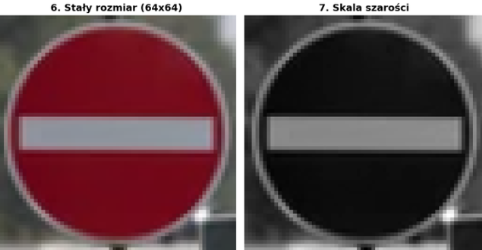 6. Stały rozmiar (64x64)
7. Skala szarości